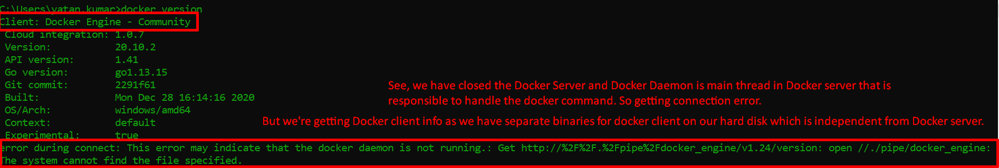 C:\Users\yatan.kumar>docker version
Client: Docker Engine - Community
Cloud integration: 1.0.7
Version: 20.10.2
API version: 1.41
Go version: go1.13.15
Git commit: 2291f61
Built: Mon Dec 28 16:14:16 2020
OS/Arch: windows/amd64
Context: default
Experimental: true
See, we have closed the Docker Server and Docker Daemon is main thread in Docker server that is
responsible to handle the docker command. So getting connection error.
But we're getting Docker client info as we have separate binaries for docker client on our hard disk which is independent from Docker server.
error during connect: This error may indicate that the docker daemon is not running.: Get http://%2F%2F.%2Fpipe%2Fdocker_engine/v1.24/version: open //./pipe/docker_engine:
The system cannot find the file specified.